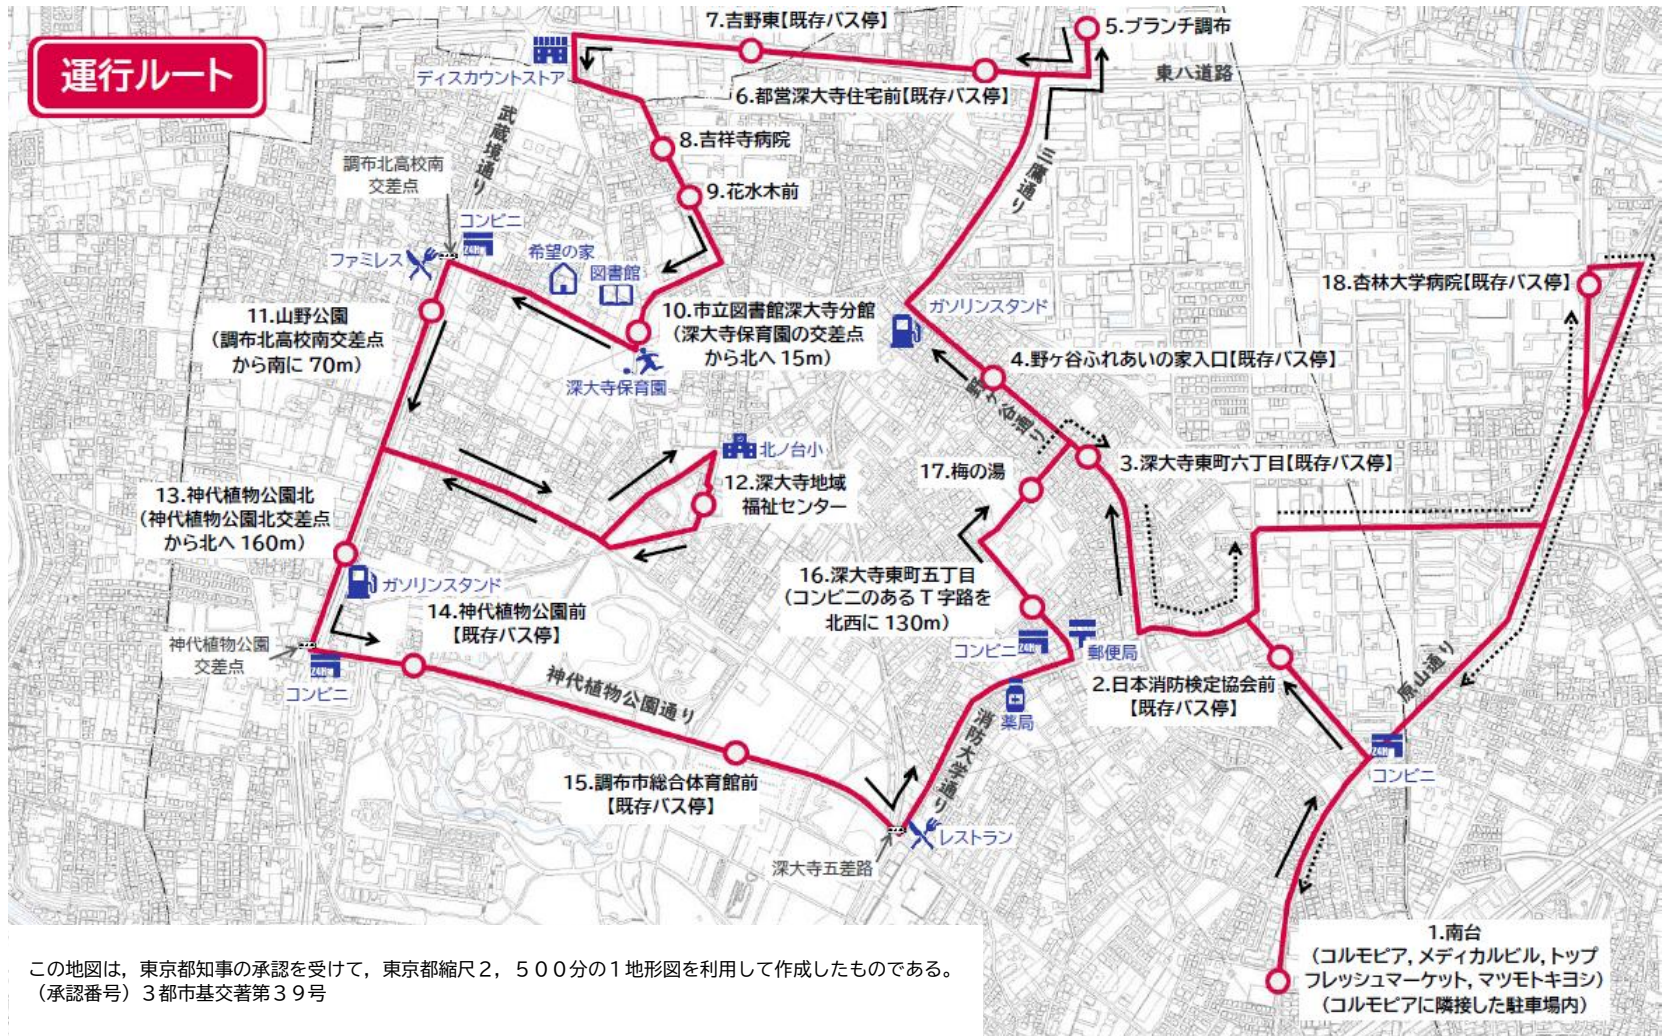 運行ルート
7.吉野東【既存バス停】
5.ブランチ調布
ディスカウントストア
東八道路
6.都営深大寺住宅前【既存バス停】
武蔵境通り
8.吉祥寺病院
調布北高校南
交差点
三鷹通り
9.花水木前
コンビニ
24H
希望の家
ファミレス
図書館
18.杏林大学病院【既存バス停】
ガソリンスタンド
11.山野公園
(調布北高校南交差点
から南に 70m)
10.市立図書館深大寺分館
(深大寺保育園の交差点
から北へ 15m)
4.野ヶ谷ふれあいの家入口【既存バス停】
深大寺保育園
野ヶ谷通り
北ノ台小
3.深大寺東町六丁目【既存バス停】
17.梅の湯
12.深大寺地域
福祉センター
13.神代植物公園北
(神代植物公園北交差点
から北へ 160m)
ガソリンスタンド
16.深大寺東町五丁目
(コンビニのあるT字路を
北西に 130m)
14.神代植物公園前
【既存バス停】
神代植物公園
交差点
24H
コンビニ
コンビニ
24H
郵便局
神代植物公園通り
2.日本消防検定協会前
【既存バス停】
原山通り
薬局
消防大学通り
24H
コンビニ
15.調布市総合体育館前
【既存バス停】
レストラン
深大寺五差路
1.南台
(コルモピア,メディカルビル,トップ
フレッシュマーケット,マツモトキヨシ)
(コルモピアに隣接した駐車場内)
この地図は，東京都知事の承認を受けて，東京都縮尺２，５００分の１地形図を利用して作成したものである。
（承認番号）３都市基交著第３９号